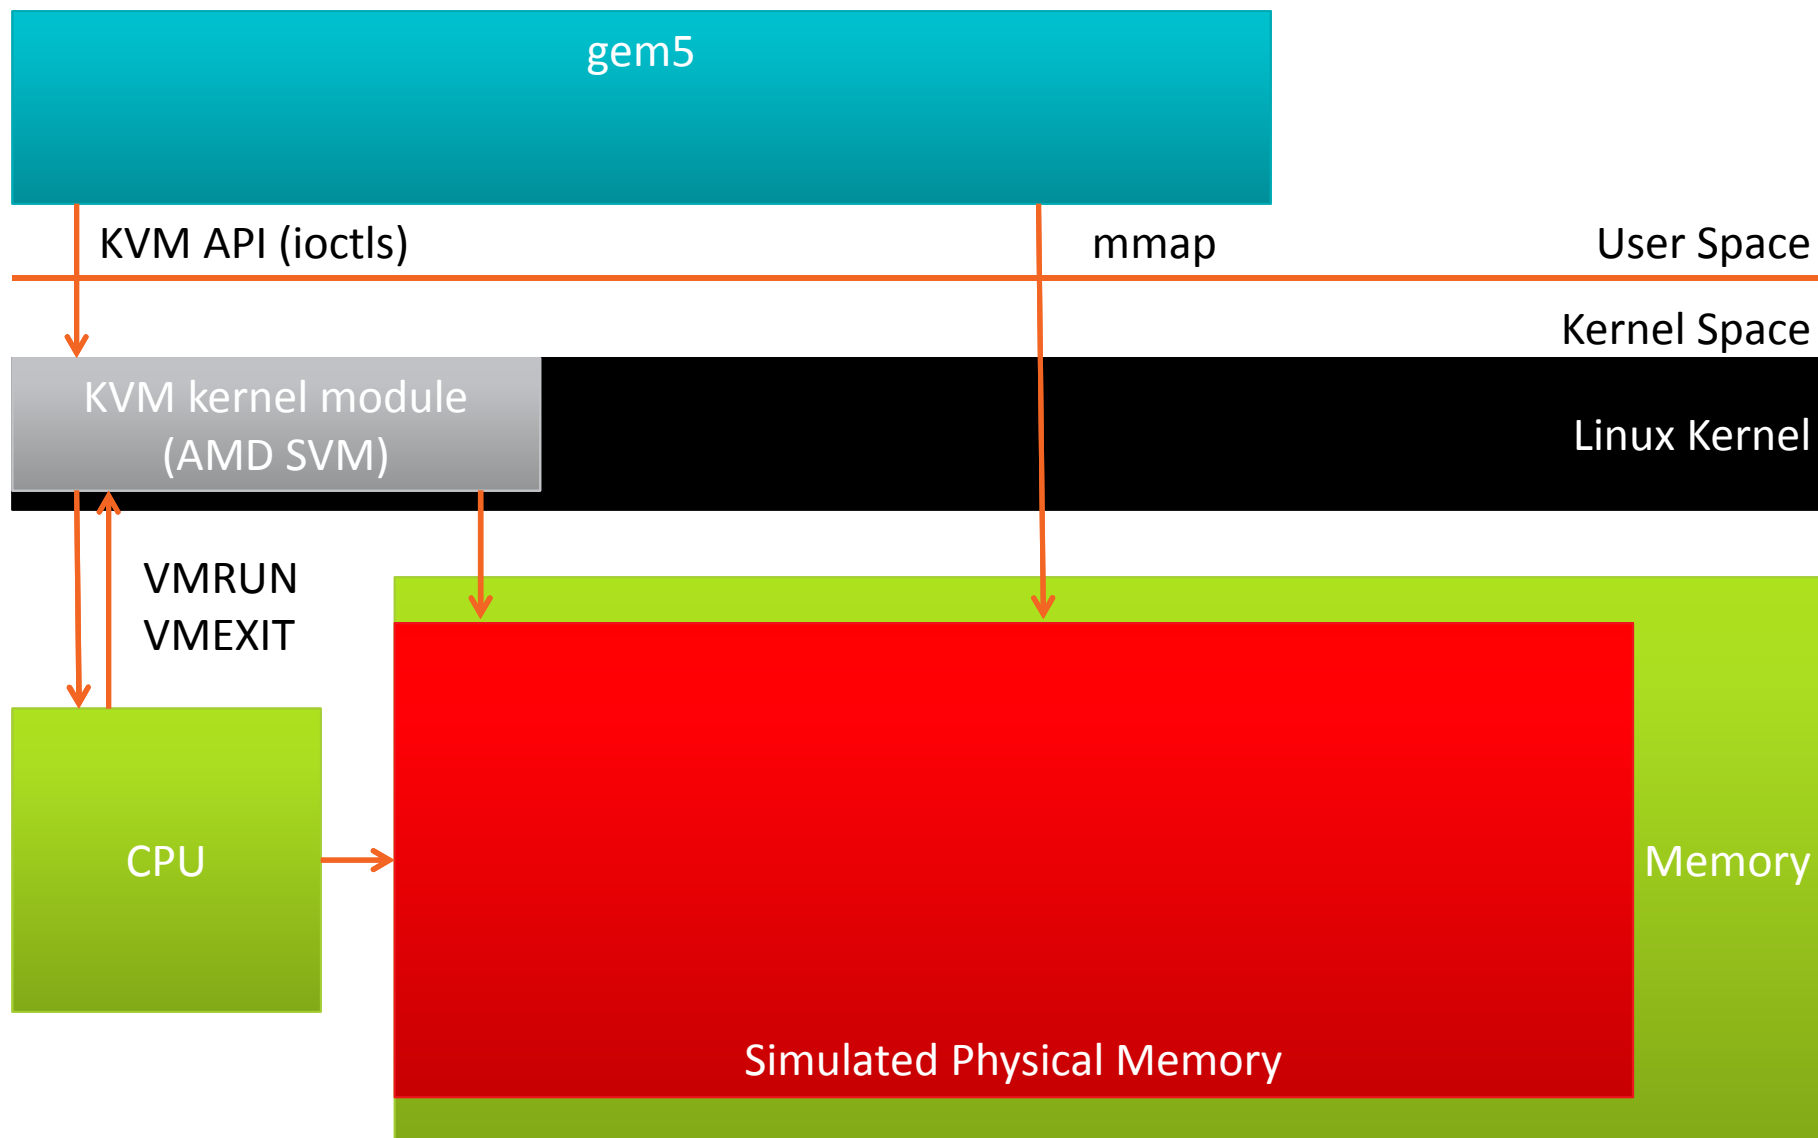 gem5
KVM API (ioctls)
mmap
User Space
Kernel Space
KVM kernel module
(AMD SVM)
Linux Kernel
VMRUN
VMEXIT
CPU
Memory
Simulated Physical Memory